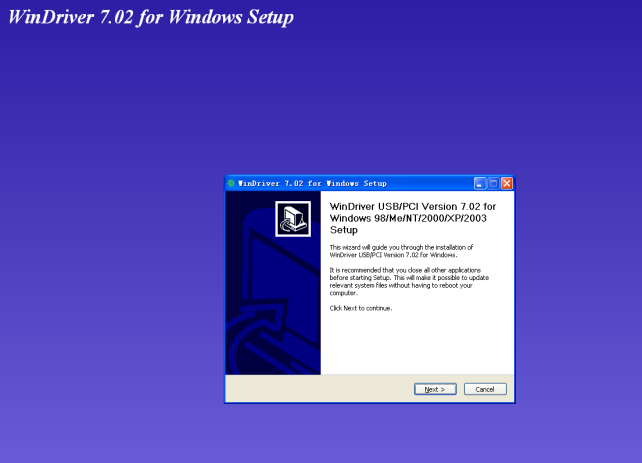 WinDriver 7.02 for Windows Setup
WinDriver 7.02 for Windows Setup
WinDriver USB/PCI Version 7.02 for
Windows 98/Me/NT/2000/XP/2003
Setup
This wizard will guide you through the installation of
WinDriver USB/PCI Version 7.02 for Windows.
It is recommended that you close all other applications
before starting Setup. This will make it possible to update
relevant system files without having to reboot your
computer.
Click Next to continue.
Next >
Cancel